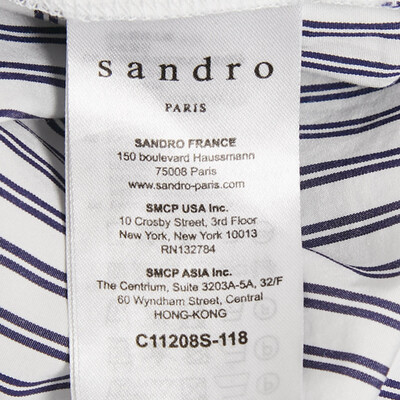 sandro
PARIS
SANDRO FRANCE
150 boulevard Haussmann
75008 Paris
www.sandro-paris.com
SMCP USA Inc.
10 Crosby Street, 3rd Floor
New York, New York 10013
RN132784
SMCP ASIA Inc.
The Centrium, Suite 3203A-5A, 32/F
60 Wyndham Street, Central
HONG-KONG
C11208S-118